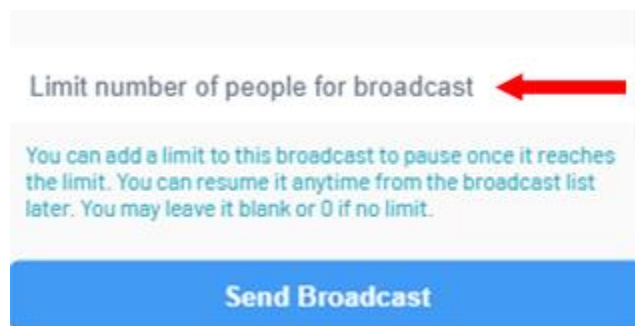 Limit number of people for broadcast
You can add a limit to this broadcast to pause once it reaches
the limit. You can resume it anytime from the broadcast list
later. You may leave it blank or 0 if no limit.
Send Broadcast